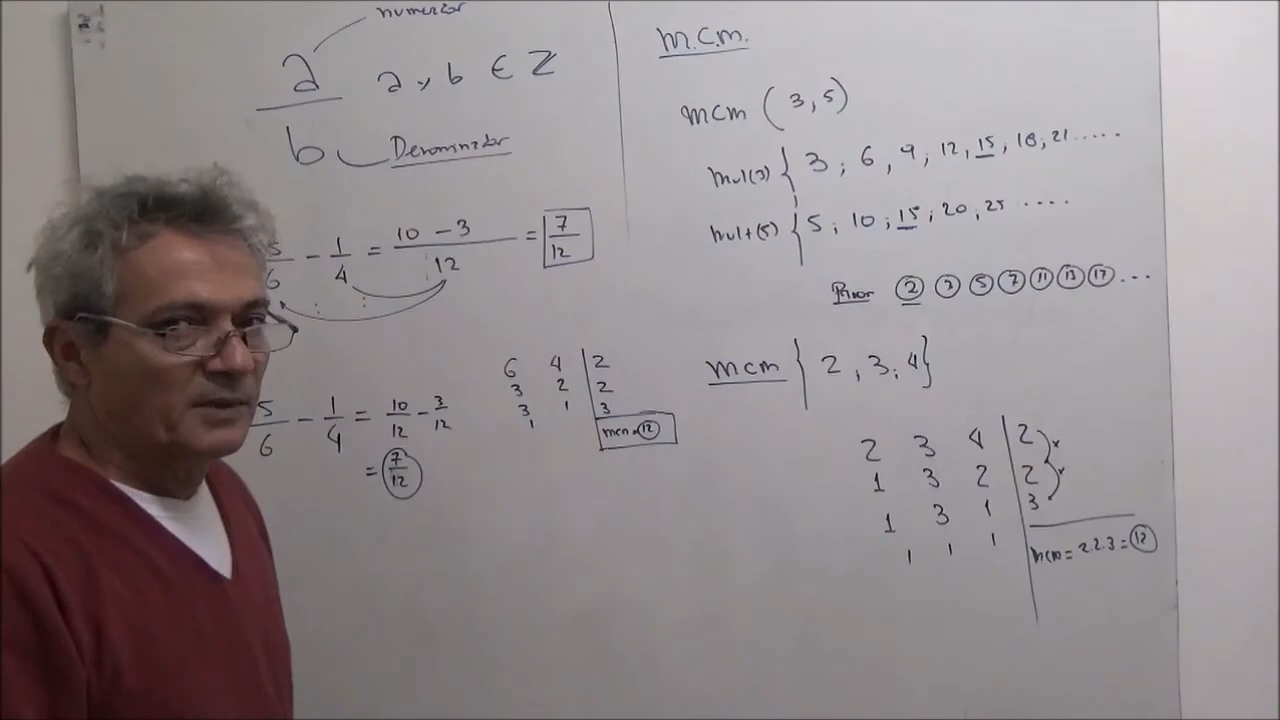 numerador
a
a y b ∈ Z
b
Denominador
5/6 - 1/4 = (10 - 3)/12 = 7/12
5/6 - 1/4 = 10/12 - 3/12
= 7/12
6 4 | 2
3 2 | 2
3 1 | 3
1
mcm = 12
M.C.M.
mcm (3,5)
Mul(3) { 3; 6, 9; 12, 15, 18; 21 .....
Mult(5) { 5; 10; 15; 20, 25 ....
2 3 5 7 11 13 17 ...
mcm { 2, 3, 4}
2 3 4 | 2
1 3 2 | 2
1 3 1 | 3
1 1 1
mcm = 2.2.3 = 12